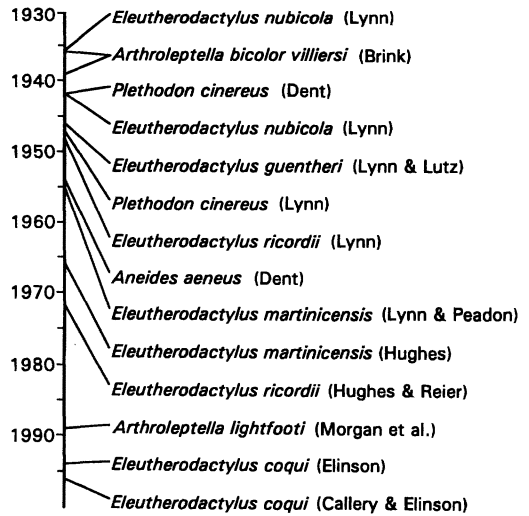 1930
Eleutherodactylus nubicola (Lynn)
Arthroleptella bicolor villiersi (Brink)
1940
Plethodon cinereus (Dent)
Eleutherodactylus nubicola (Lynn)
1950
Eleutherodactylus guentheri (Lynn & Lutz)
Plethodon cinereus (Lynn)
1960
Eleutherodactylus ricordii (Lynn)
Aneides aeneus (Dent)
1970
Eleutherodactylus martinicensis (Lynn & Peadon)
Eleutherodactylus martinicensis (Hughes)
1980
Eleutherodactylus ricordii (Hughes & Reier)
1990
Arthroleptella lightfooti (Morgan et al.)
Eleutherodactylus coqui (Elinson)
Eleutherodactylus coqui (Callery & Elinson)